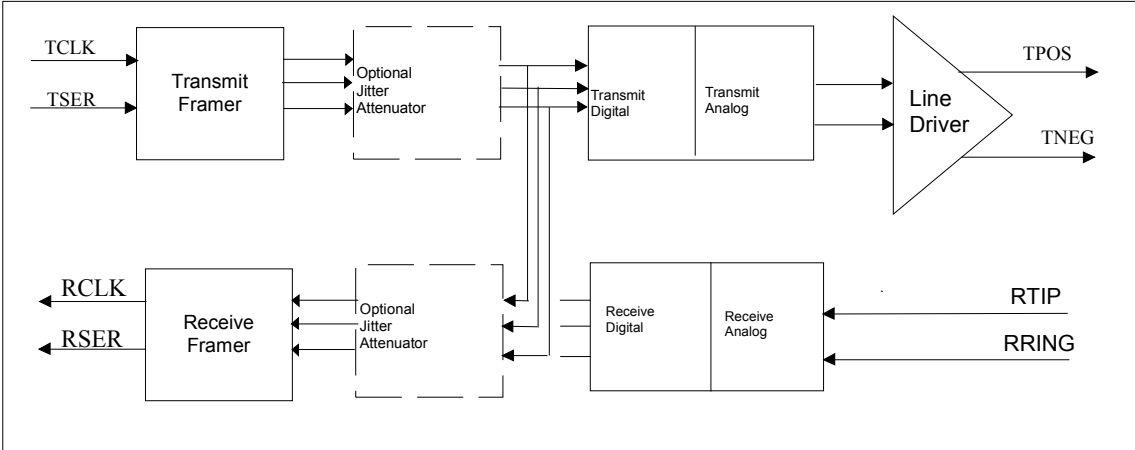 TCLK
TSER
Transmit
Framer
Optional
Jitter
Attenuator
Transmit
Digital
Transmit
Analog
Line
Driver
TPOS
TNEG
RCLK
RSER
Receive
Framer
Optional
Jitter
Attenuator
Receive
Digital
Receive
Analog
RTIP
RRING